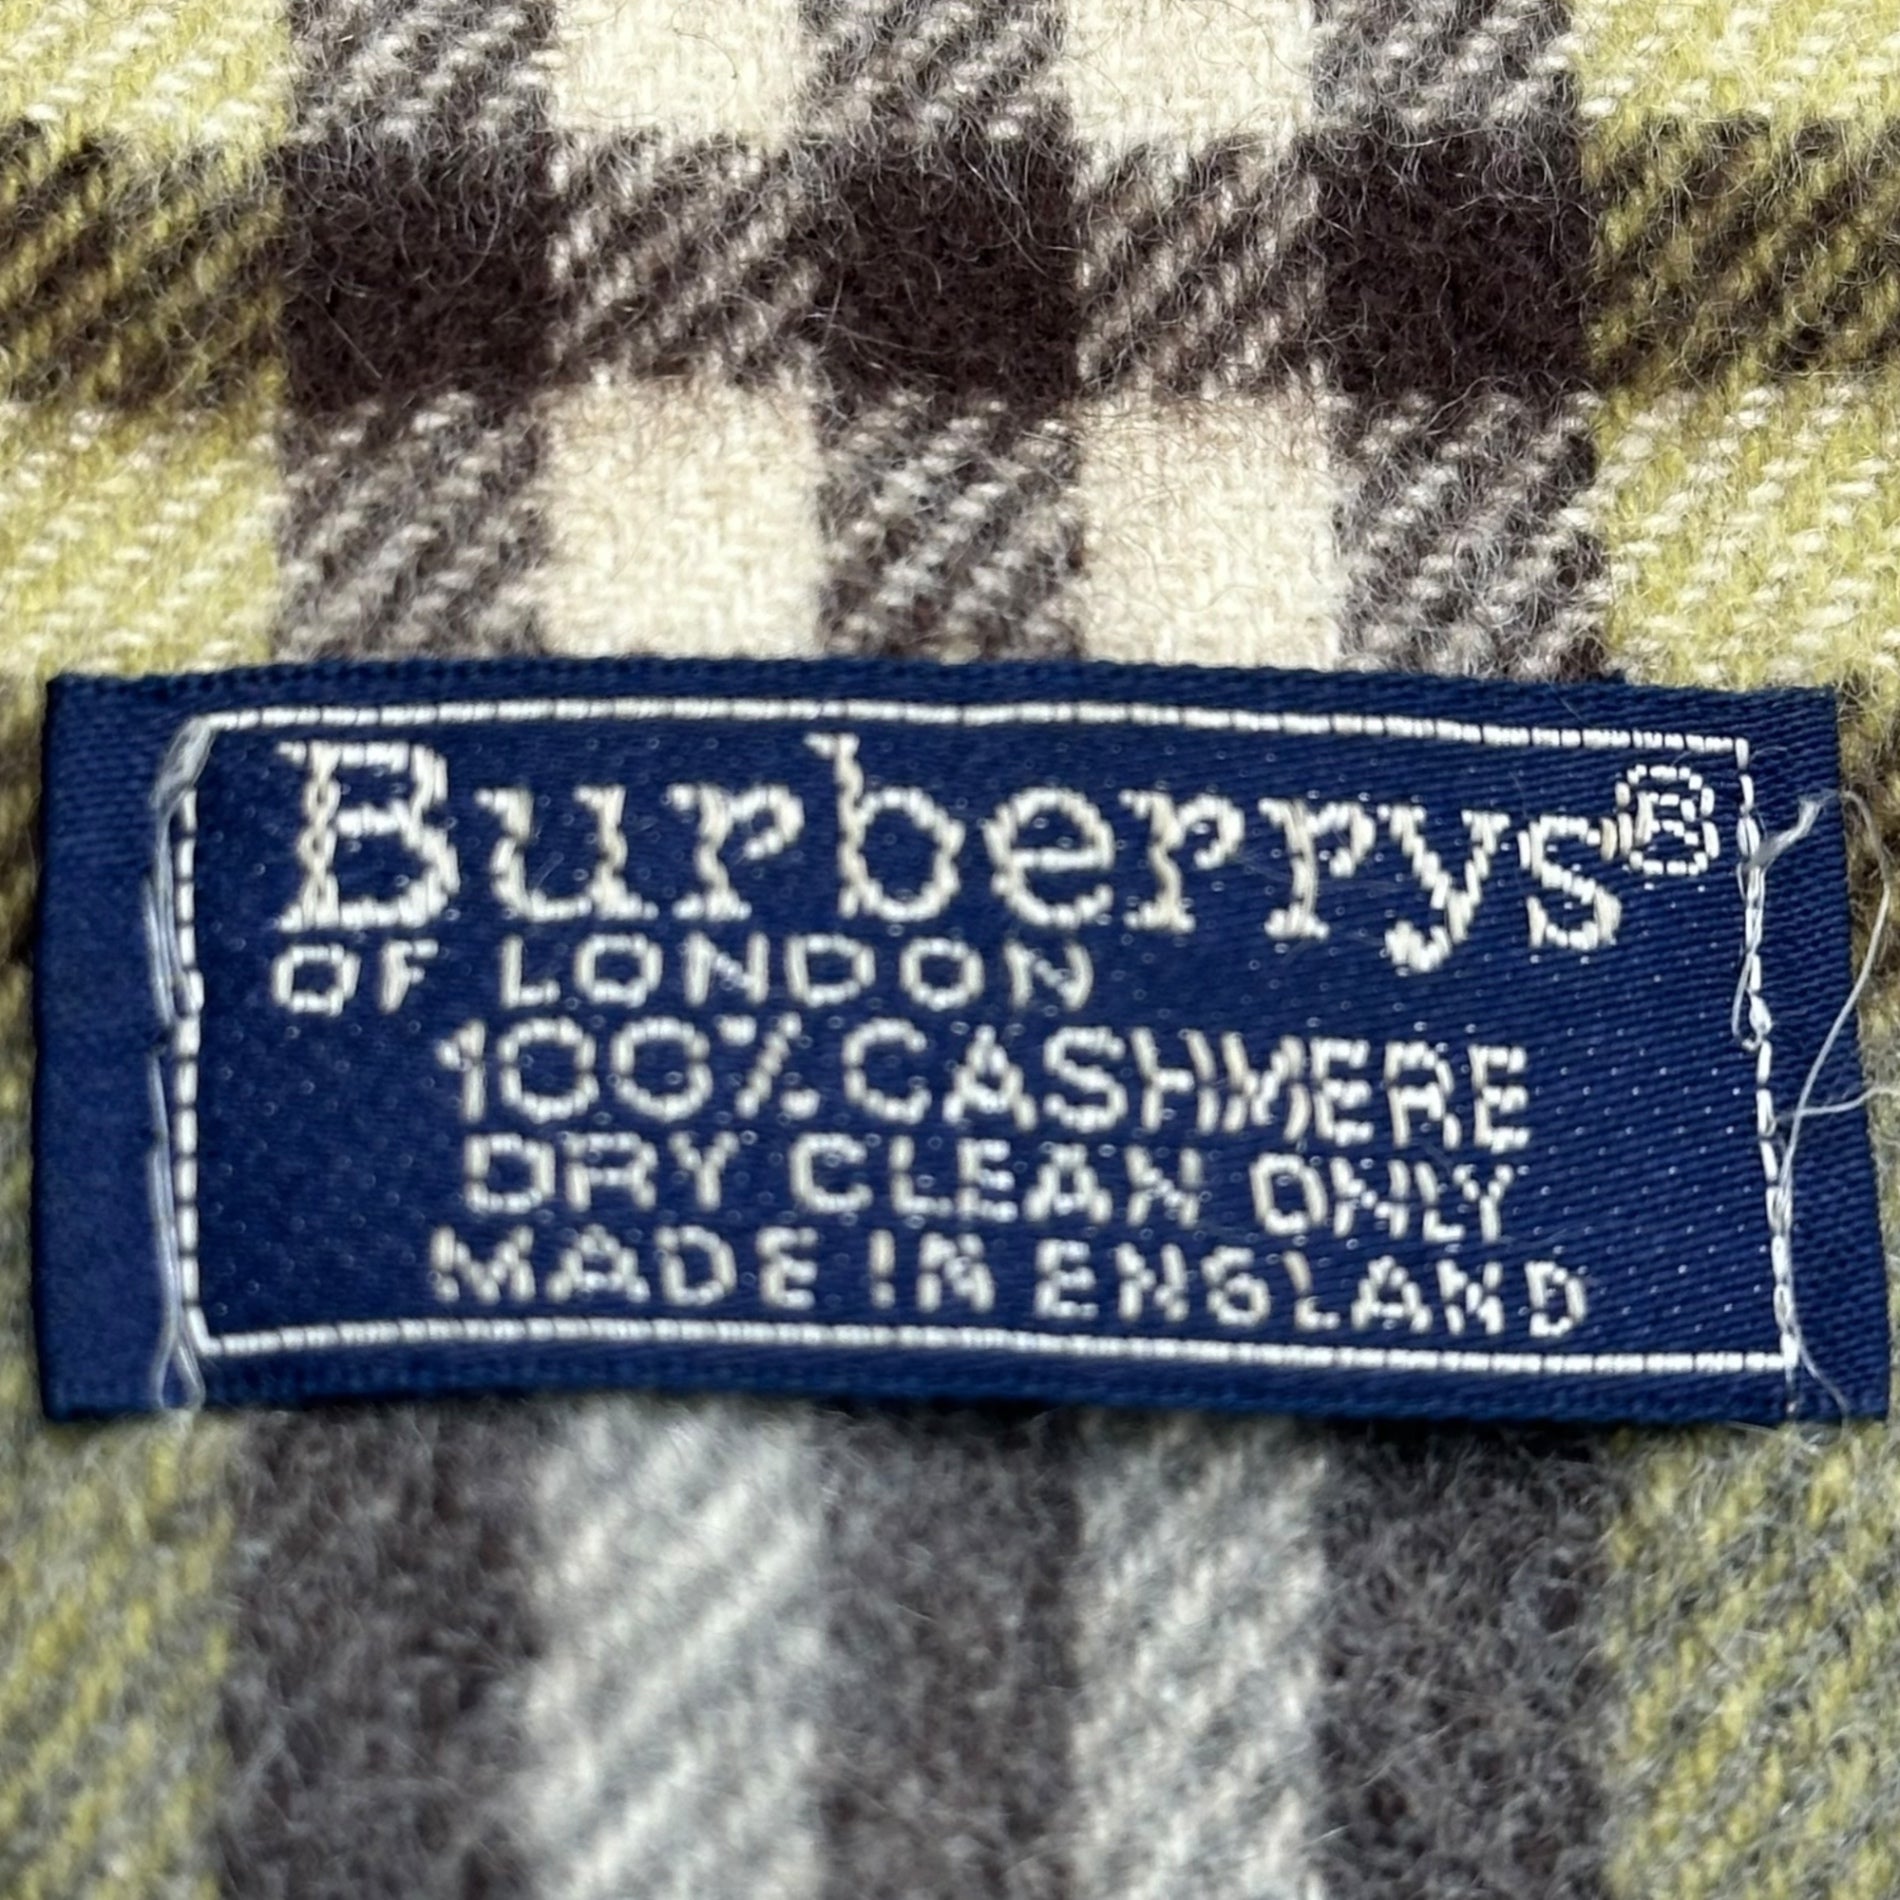 Burberrys®
OF LONDON
100% CASHMERE
DRY CLEAN ONLY
MADE IN ENGLAND